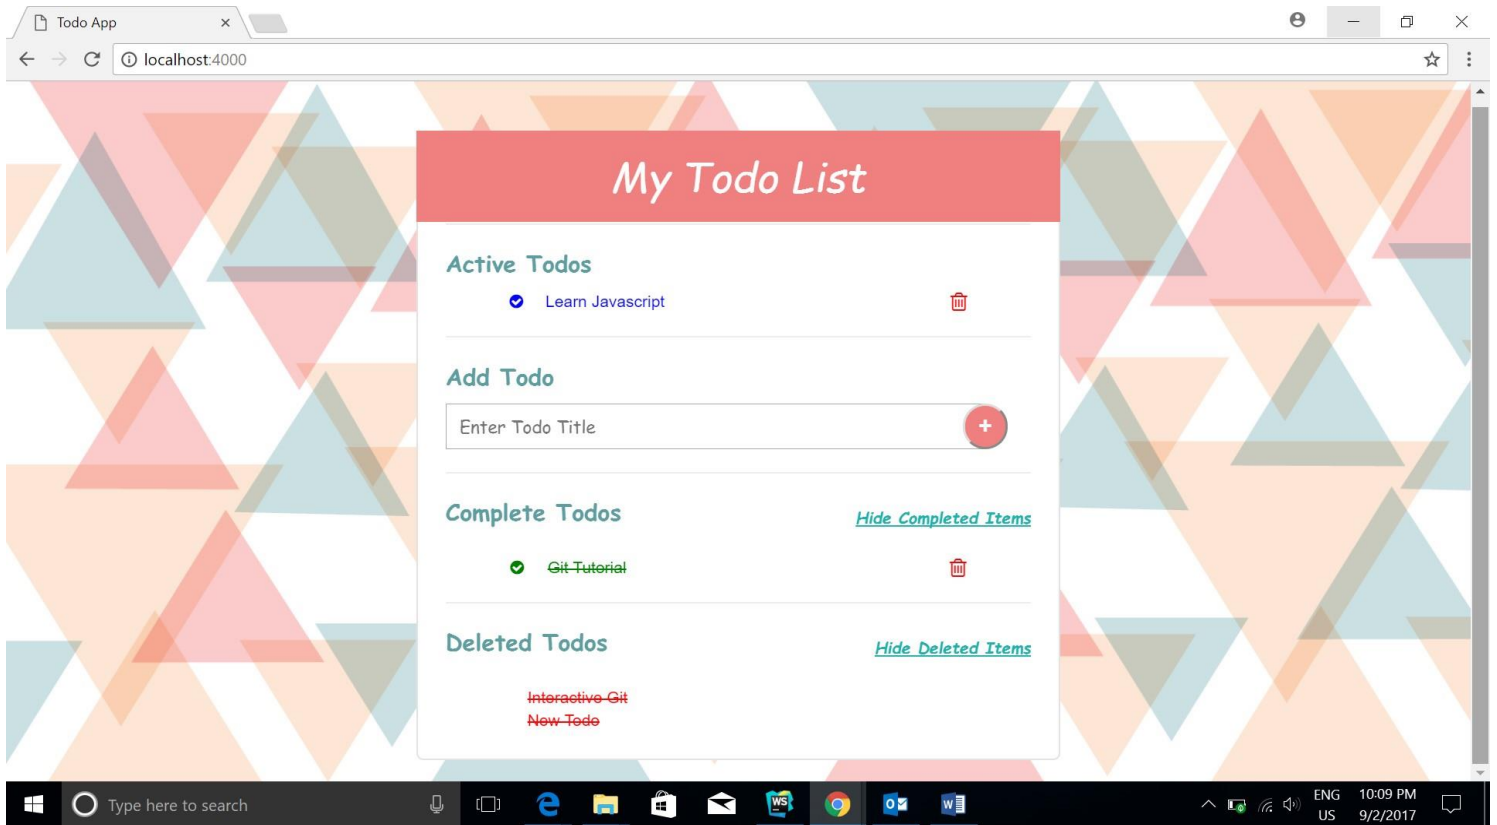 Todo App
localhost:4000
My Todo List
Active Todos
Learn Javascript
Add Todo
Enter Todo Title
+
Complete Todos
Hide Completed Items
Git Tutorial
Deleted Todos
Hide Deleted Items
Interactive Git
New Todo
Type here to search
WS
ENG
US
10:09 PM
9/2/2017